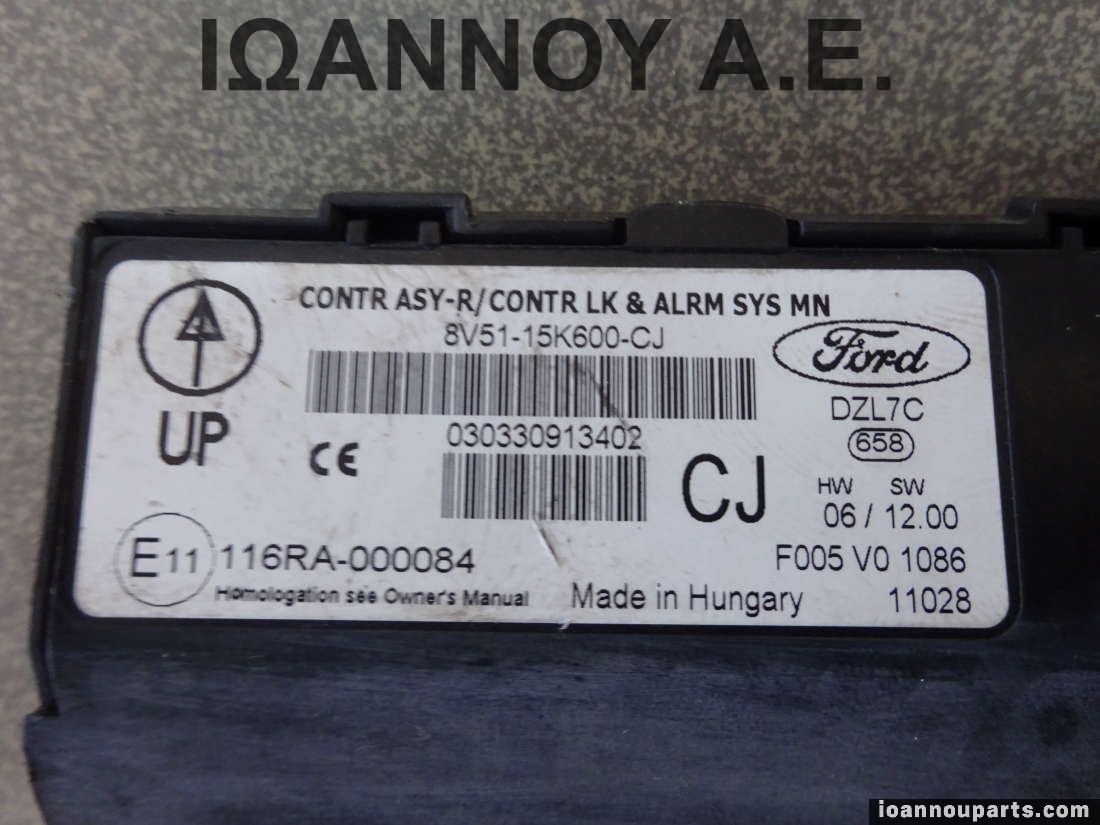 ΙΩΑΝΝΟΥ Α.Ε.
CONTR ASY-R/CONTR LK & ALRM SYS MN
8V51-15K600-CJ
Ford
DZL7C
UP
CE
030330913402
CJ
658
HW SW
06 / 12.00
E11 116RA-000084
F005 V0 1086
Homologation see Owner's Manual
Made in Hungary
11028
ioannouparts.com